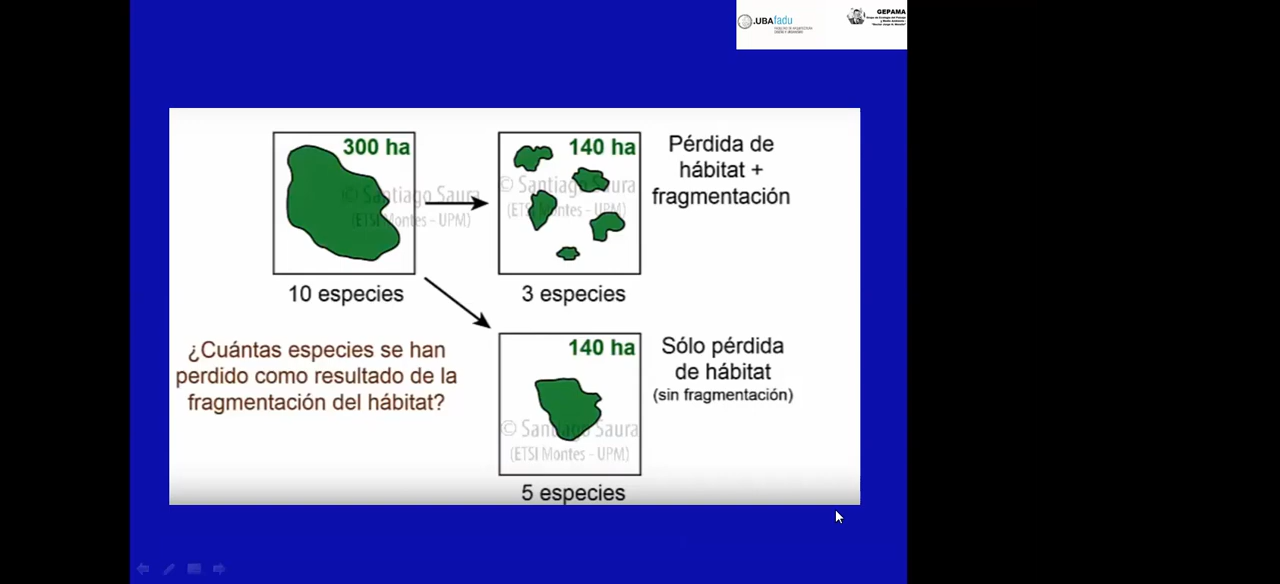 .UBAfadu
GEPAMA
300 ha
© Santiago Saura
(ETSI Montes - UPM)
10 especies
140 ha
© Santiago Saura
(ETSI Montes - UPM)
3 especies
Pérdida de
hábitat +
fragmentación
¿Cuántas especies se han
perdido como resultado de la
fragmentación del hábitat?
140 ha
© Santiago Saura
(ETSI Montes - UPM)
5 especies
Sólo pérdida
de hábitat
(sin fragmentación)